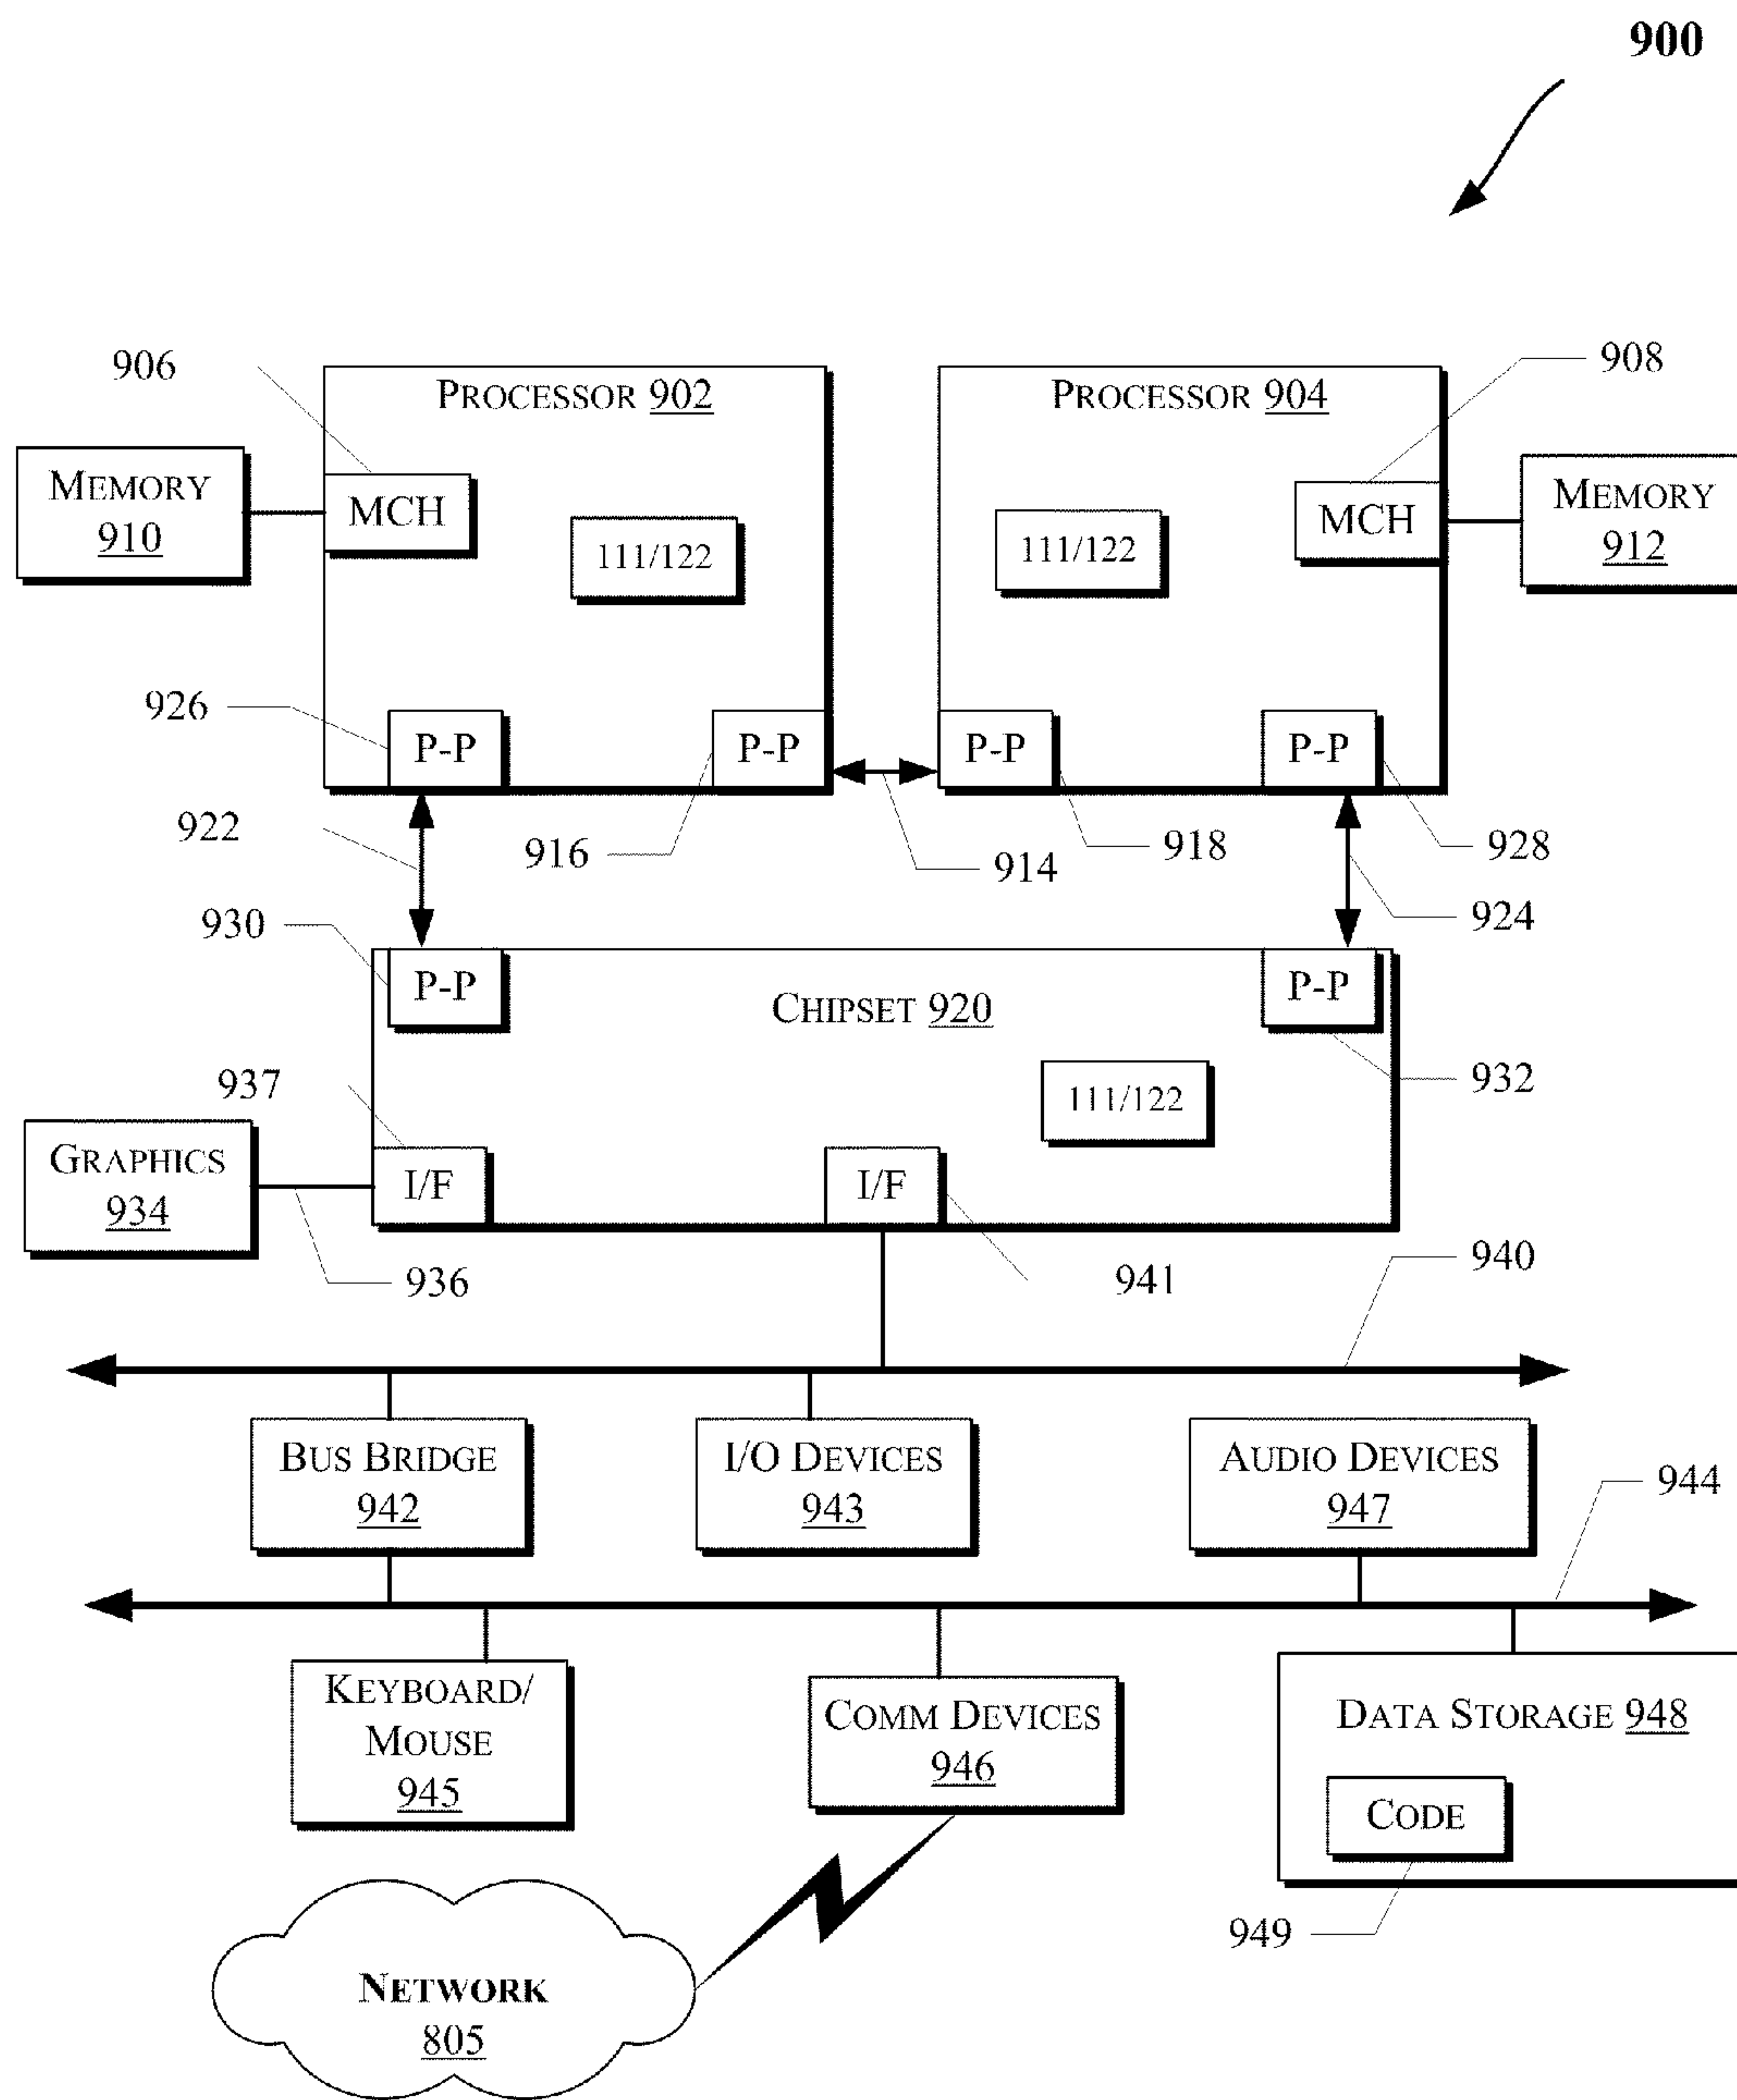 900
906
PROCESSOR 902
PROCESSOR 904
908
MEMORY
910
MCH
111/122
111/122
MCH
MEMORY
912
926
P-P
P-P
P-P
P-P
922
916
914
918
928
924
930
P-P
CHIPSET 920
P-P
932
937
111/122
GRAPHICS
934
I/F
I/F
936
941
940
BUS BRIDGE
942
I/O DEVICES
943
AUDIO DEVICES
947
944
KEYBOARD/
MOUSE
945
COMM DEVICES
946
DATA STORAGE 948
CODE
949
NETWORK
805